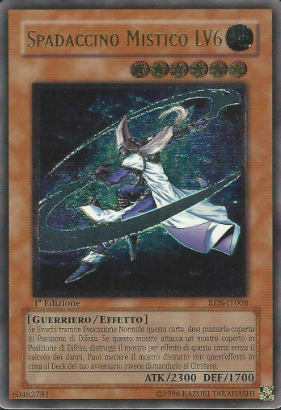 SPADACCINO MISTICO LV6
1ª Edizione
RDS-IT008
[GUERRIERO/EFFETTO]
Se Evochi tramite Evocazione Normale questa carta, devi piazzarla coperta
in Posizione di Difesa. Se questo mostro attacca un mostro coperto in
Posizione di Difesa, distruggi il mostro per effetto di questa carta senza il
calcolo dei danni. Puoi mettere il mostro distrutto con quest'effetto in
cima al Deck del tuo avversario invece di mandarlo al Cimitero.
ATK/2300 DEF/1700
60482781
©1996 KAZUKI TAKAHASHI